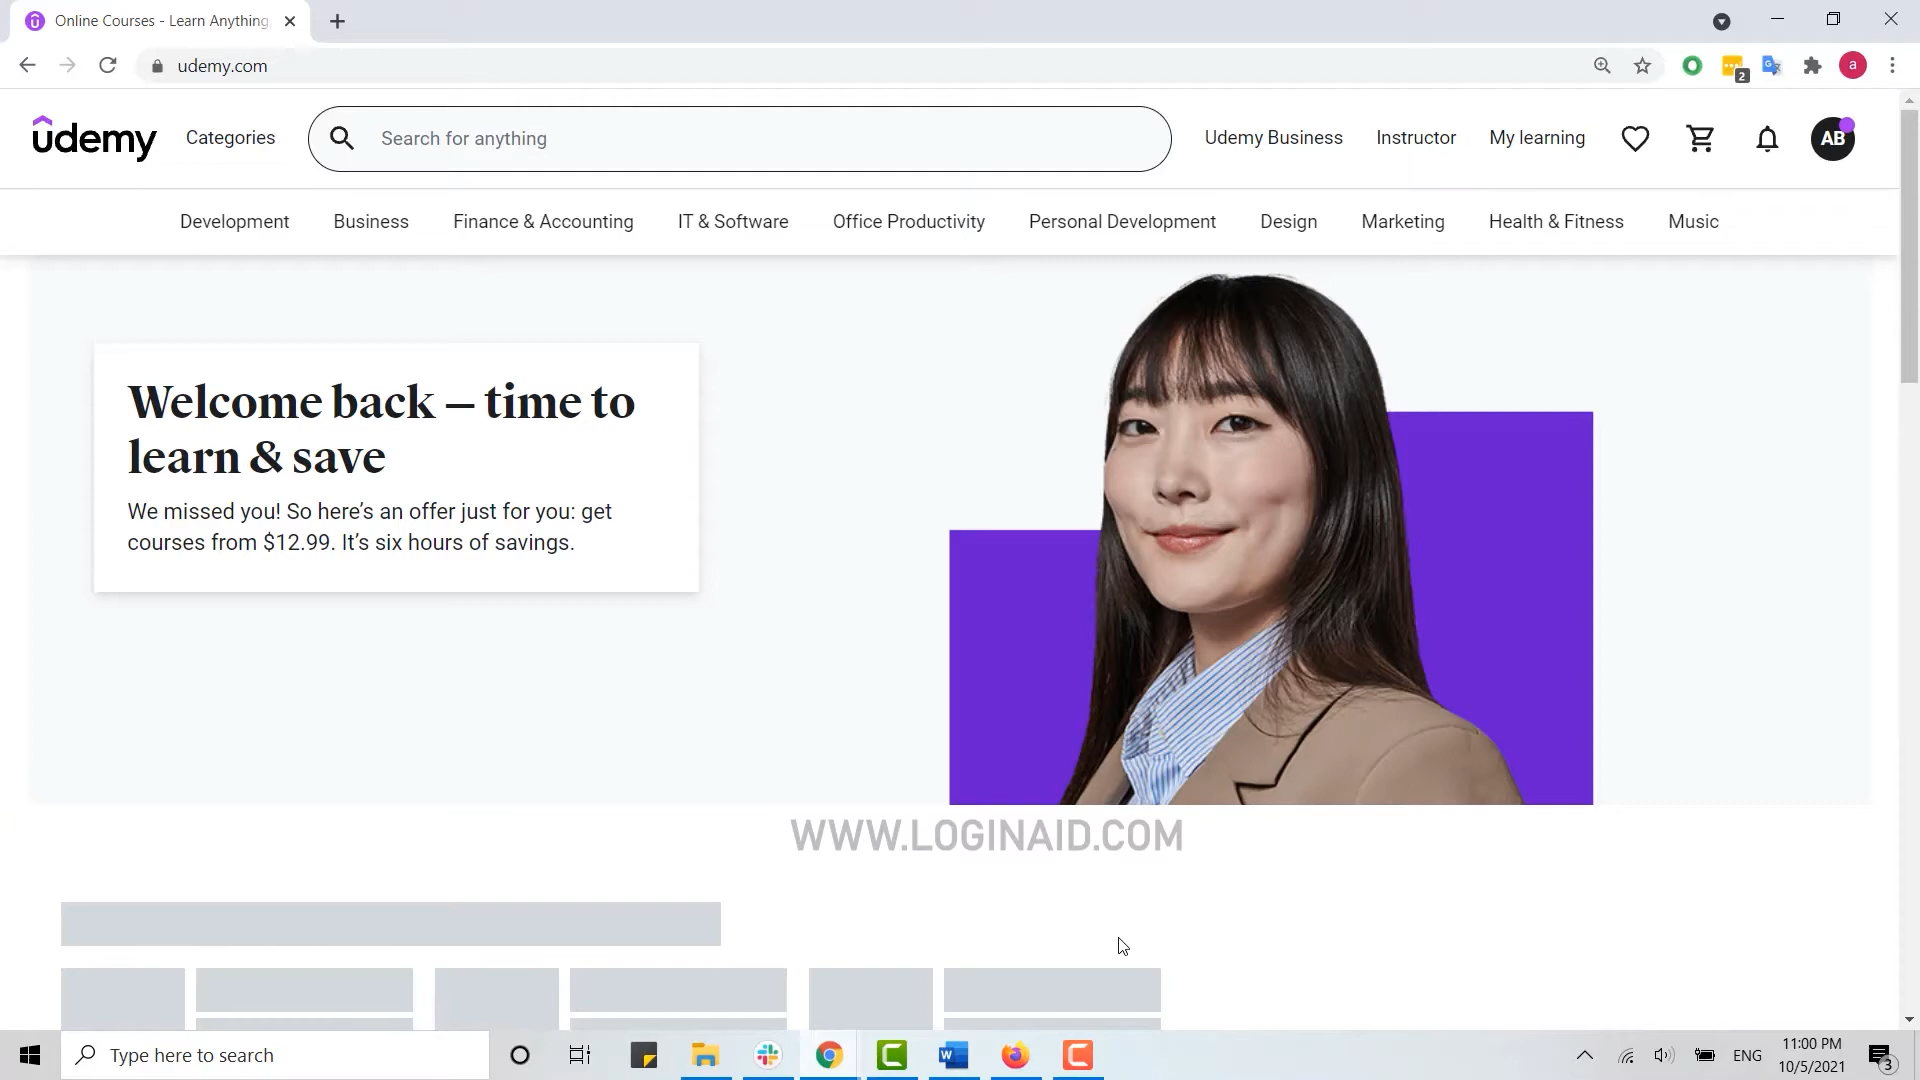 Online Courses - Learn Anything,
udemy.com
2
a
udemy
Categories
Search for anything
Udemy Business
Instructor
My learning
AB
Development
Business
Finance & Accounting
IT & Software
Office Productivity
Personal Development
Design
Marketing
Health & Fitness
Music
Welcome back – time to
learn & save
We missed you! So here’s an offer just for you: get
courses from $12.99. It’s six hours of savings.
WWW.LOGINAID.COM
Type here to search
ENG
11:00 PM
10/5/2021
3